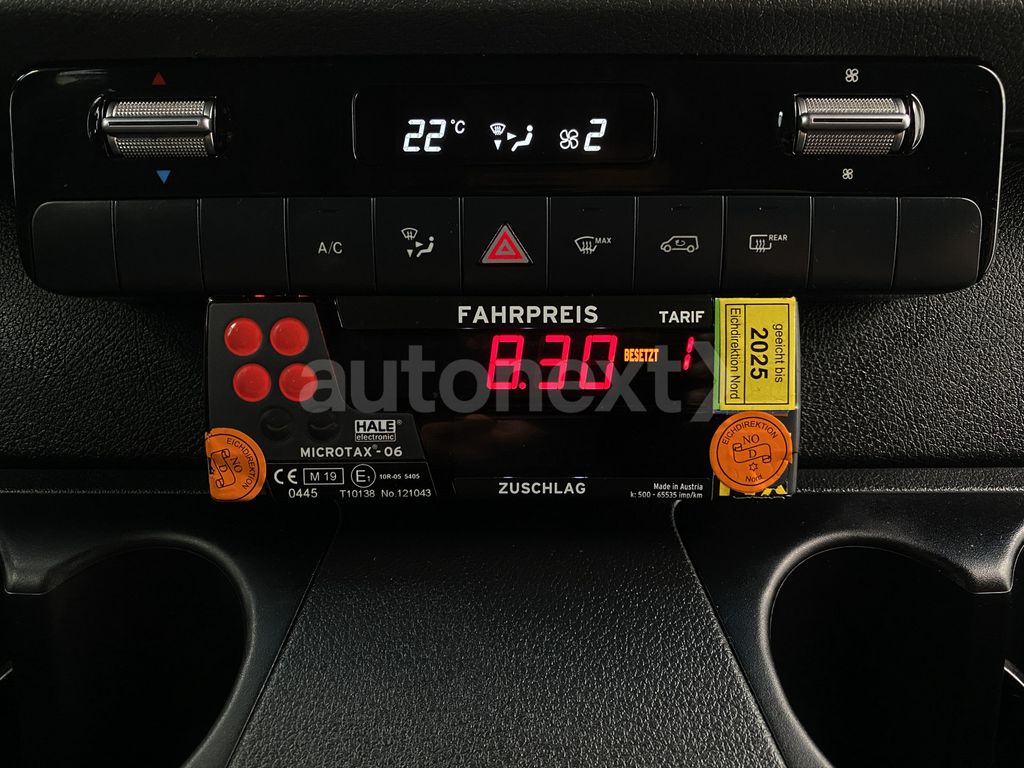 22 °C 2
A/C MAX REAR
FAHRPREIS TARIF
8.30 BESETZT 1
geeicht bis
2025
Eichdirektion Nord
autonext
HALE
electronic
MICROTAX®-06
CE M 19 E1 10R-05 5405
0445 T10138 No.121043
ZUSCHLAG
Made in Austria
k: 500 - 65535 imp/km
EICHDIREKTION
NO
D
EICHDIREKTION
NO
D
Nord